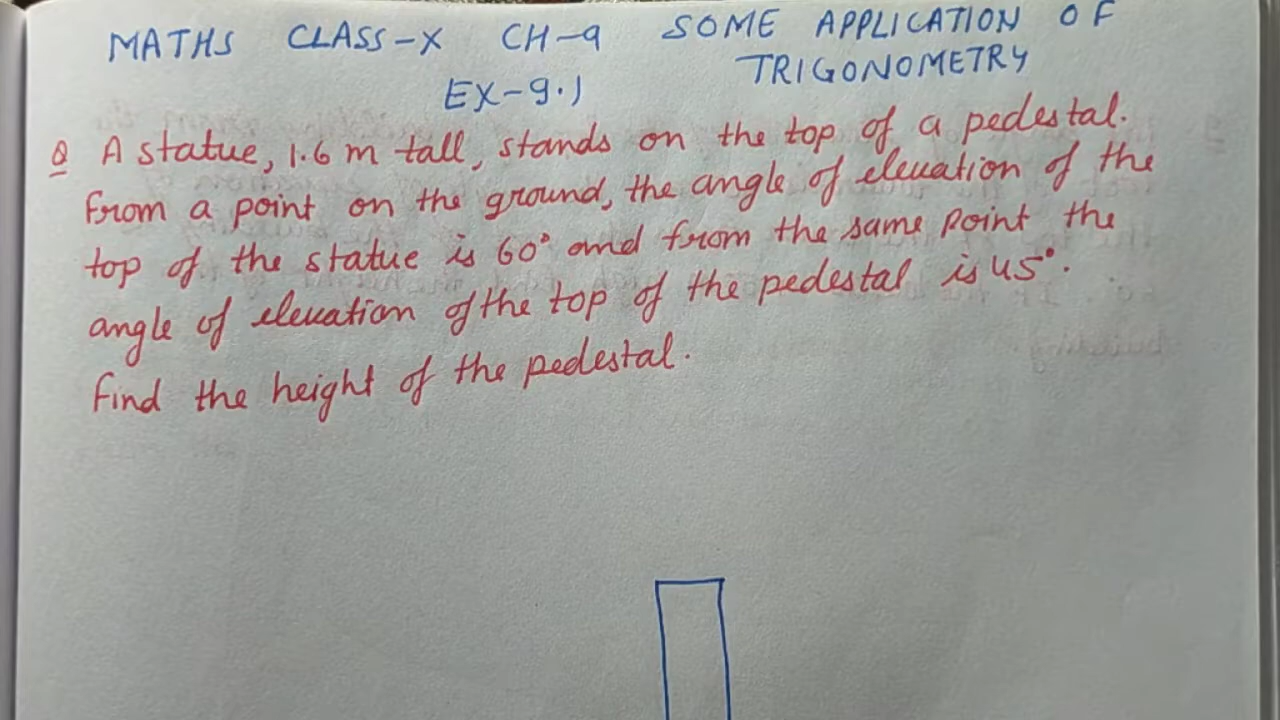 MATHS CLASS-X CH-9 SOME APPLICATION OF
TRIGONOMETRY
EX-9.1
Q A statue, 1.6 m tall, stands on the top of a pedestal.
From a point on the ground, the angle of elevation of the
top of the statue is 60° and from the same point the
angle of elevation of the top of the pedestal is 45°.
Find the height of the pedestal.